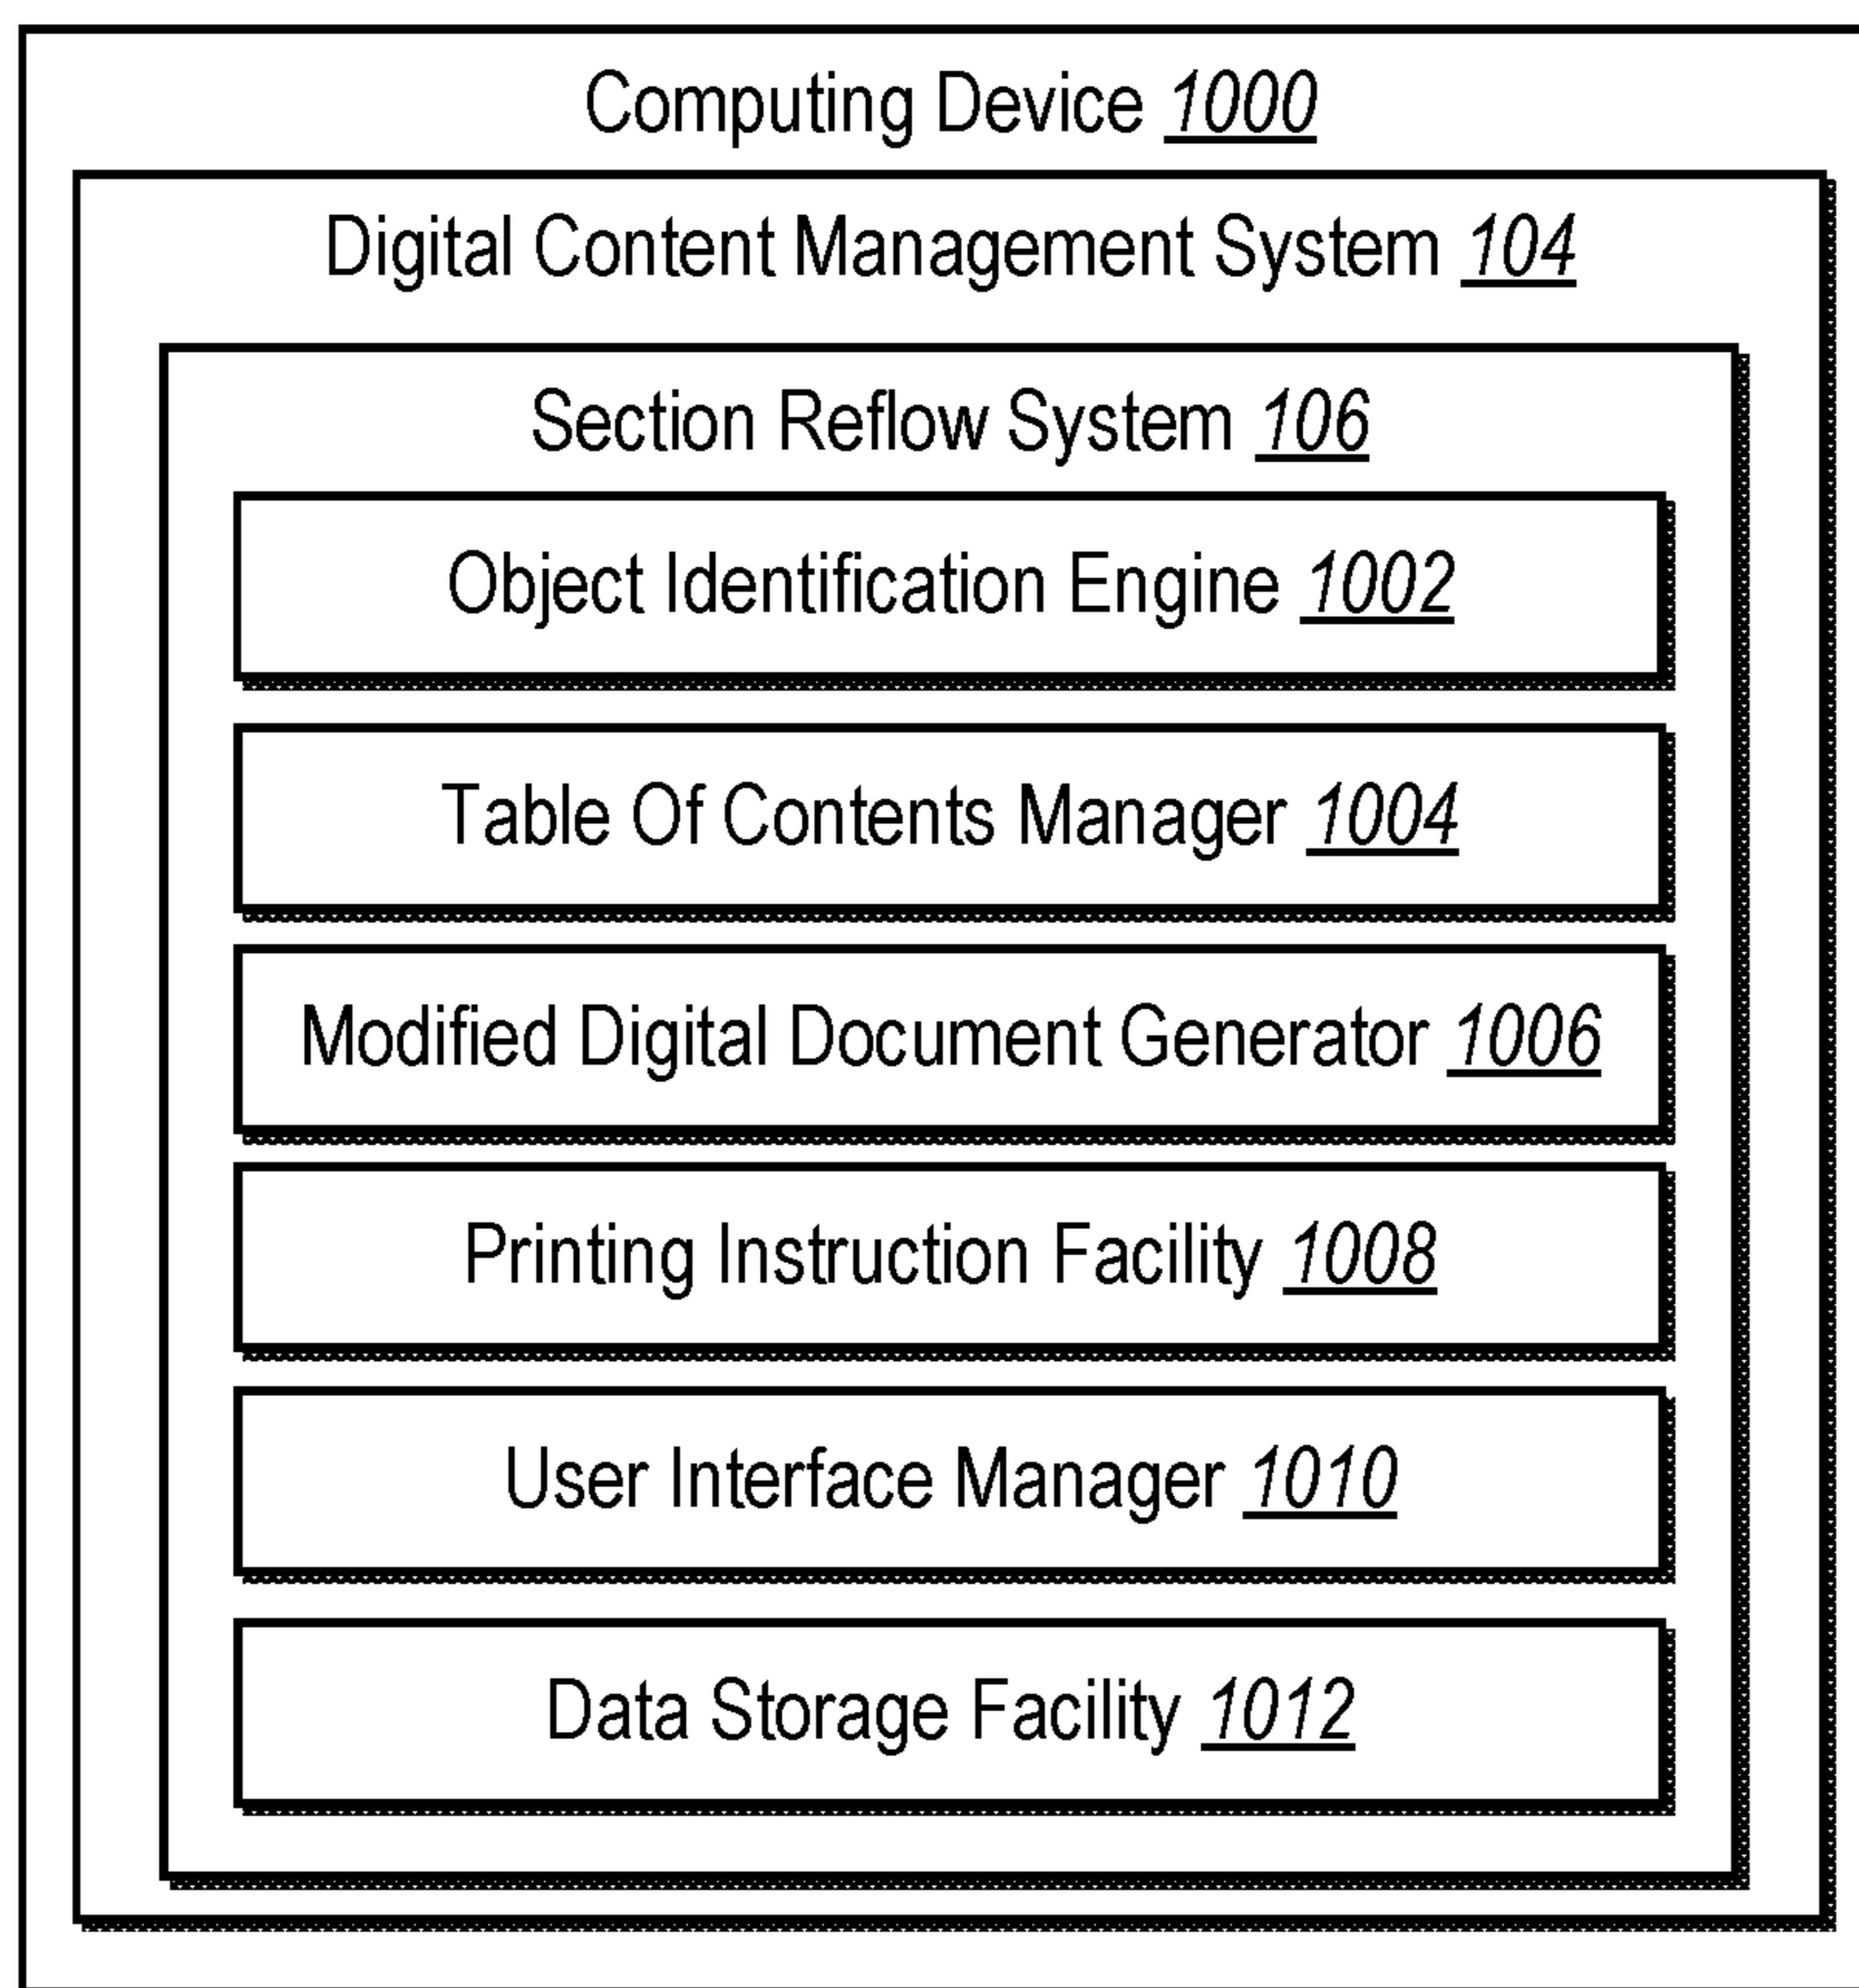 Computing Device 1000
Digital Content Management System 104
Section Reflow System 106
Object Identification Engine 1002
Table Of Contents Manager 1004
Modified Digital Document Generator 1006
Printing Instruction Facility 1008
User Interface Manager 1010
Data Storage Facility 1012